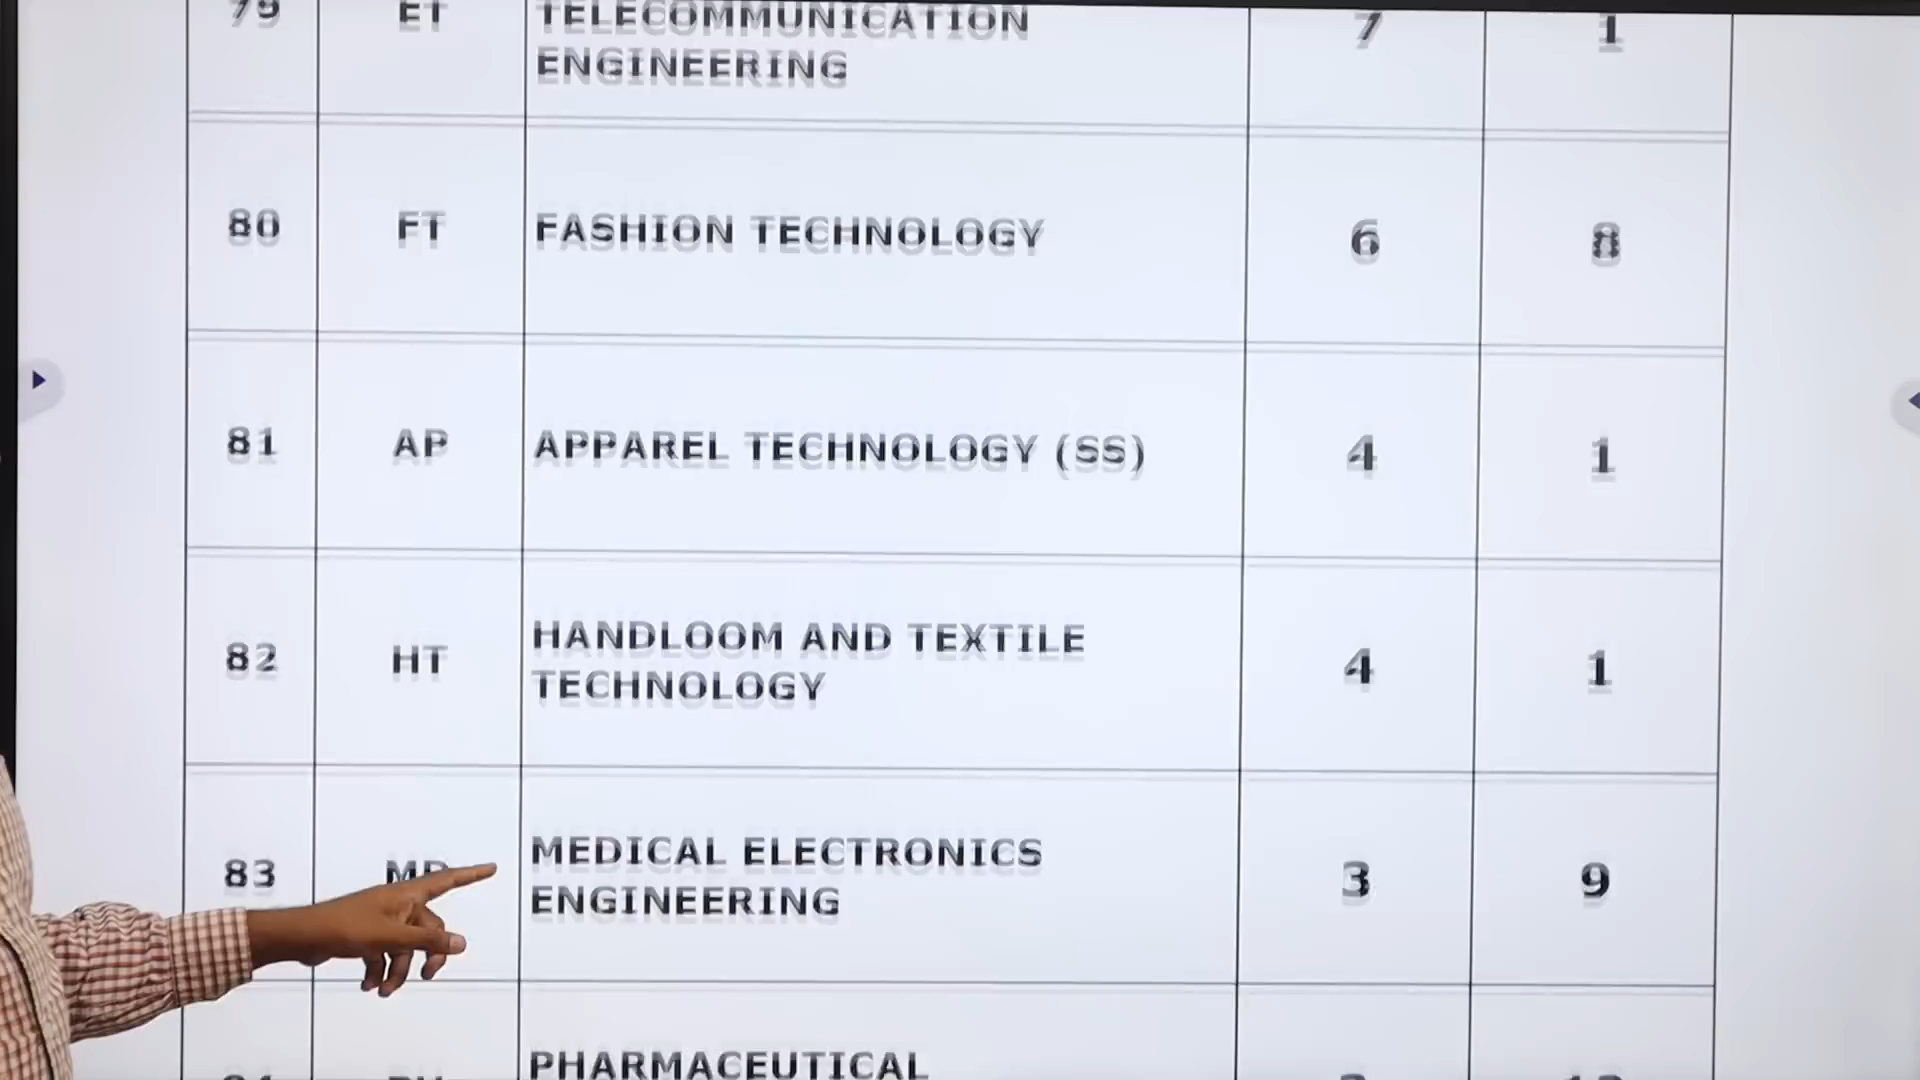 79 ET TELECOMMUNICATION ENGINEERING 7 1
80 FT FASHION TECHNOLOGY 6 8
81 AP APPAREL TECHNOLOGY (SS) 4 1
82 HT HANDLOOM AND TEXTILE TECHNOLOGY 4 1
83 MEDICAL ELECTRONICS ENGINEERING 3 9
PHARMACEUTICAL